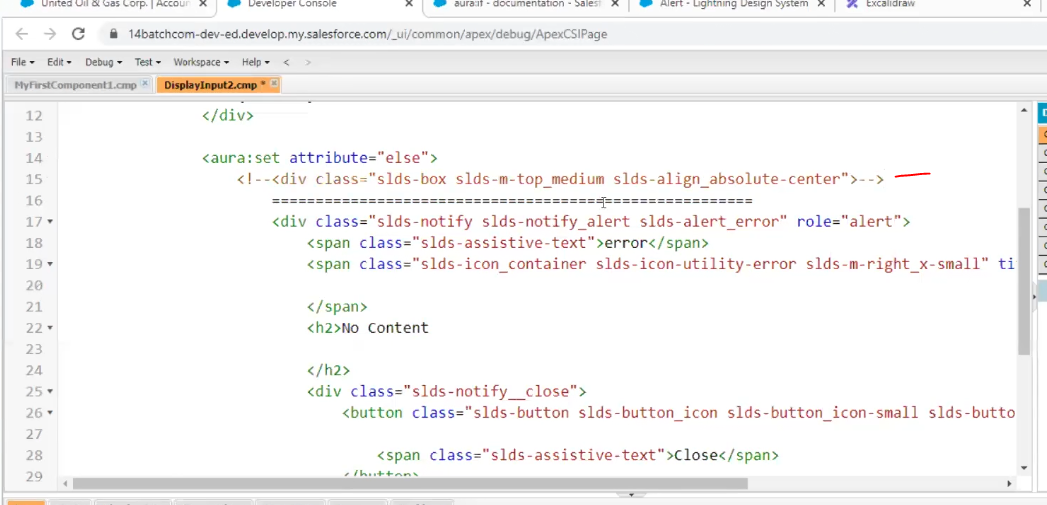 United Oil & Gas Corp. | Accoun × Developer Console × aura:if - documentation - Salesf × Alert - Lightning Design System × Excalidraw ×
14batchcom-dev-ed.develop.my.salesforce.com/_ui/common/apex/debug/ApexCSIPage
File Edit Debug Test Workspace Help < >
MyFirstComponent1.cmp DisplayInput2.cmp *
12 </div>
13
14 <aura:set attribute="else">
15 <!--<div class="slds-box slds-m-top_medium slds-align_absolute-center">-->
16 =======================================================
17 <div class="slds-notify slds-notify_alert slds-alert_error" role="alert">
18 <span class="slds-assistive-text">error</span>
19 <span class="slds-icon_container slds-icon-utility-error slds-m-right_x-small" ti
20
21 </span>
22 <h2>No Content
23
24 </h2>
25 <div class="slds-notify__close">
26 <button class="slds-button slds-button_icon slds-button_icon-small slds-butto
27
28 <span class="slds-assistive-text">Close</span>
29 </button>